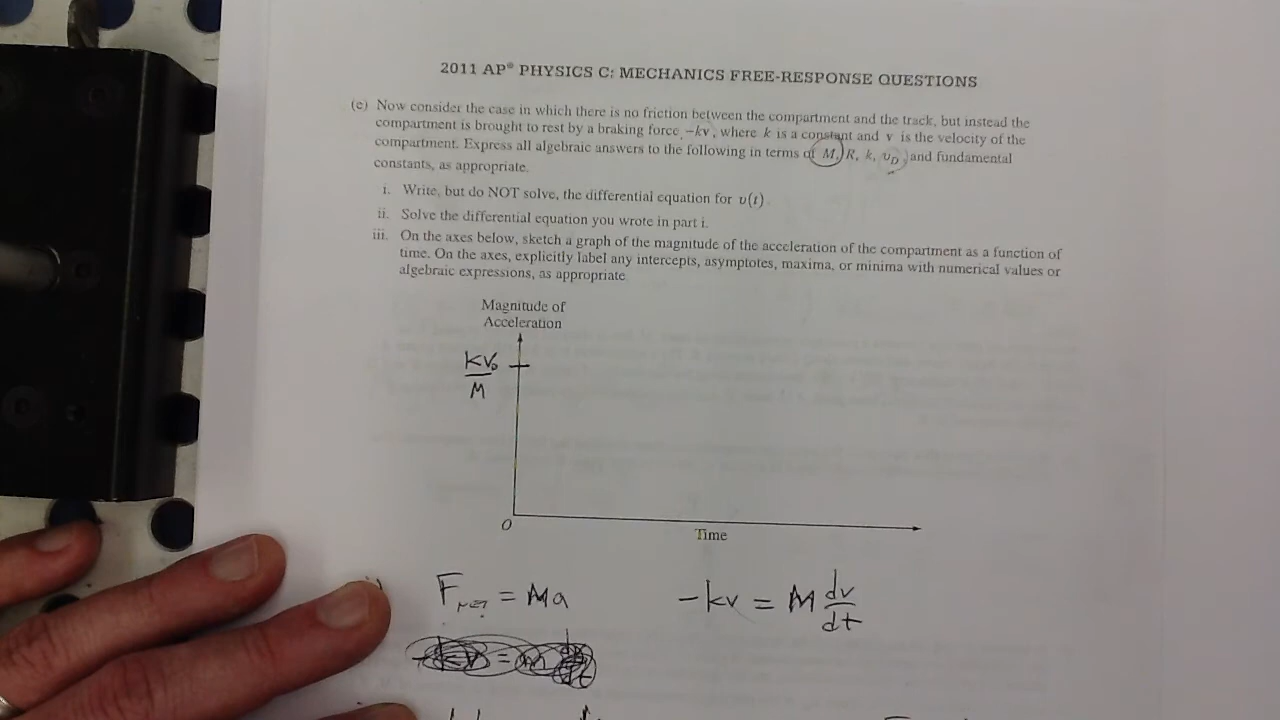 2011 AP® PHYSICS C: MECHANICS FREE-RESPONSE QUESTIONS
(e) Now consider the case in which there is no friction between the compartment and the track, but instead the
compartment is brought to rest by a braking force −kv, where k is a constant and v is the velocity of the
compartment. Express all algebraic answers to the following in terms of M, R, k, υD, and fundamental
constants, as appropriate.
i. Write, but do NOT solve, the differential equation for υ(t).
ii. Solve the differential equation you wrote in part i.
iii. On the axes below, sketch a graph of the magnitude of the acceleration of the compartment as a function of
time. On the axes, explicitly label any intercepts, asymptotes, maxima, or minima with numerical values or
algebraic expressions, as appropriate
Magnitude of
Acceleration
kv₀
M
O
Time
F_NET = Ma −kv = M dv/dt